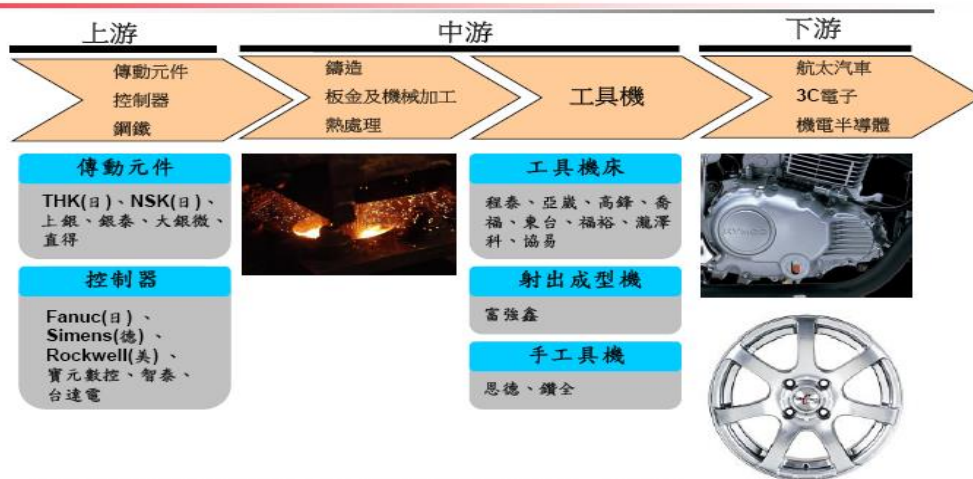 上游
中游
下游
傳動元件
控制器
鋼鐵
鑄造
板金及機械加工
熱處理
工具機
航太汽車
3C電子
機電半導體
傳動元件
THK(日)、NSK(日)、
上銀、銀泰、大銀微、
直得
控制器
Fanuc(日)、
Simens(德)、
Rockwell(美)、
寶元數控、智泰、
台達電
工具機床
程泰、亞崴、高鋒、喬
福、東台、福裕、瀧澤
科、協易
射出成型機
富強鑫
手工具機
恩德、鑽全
KYMCO